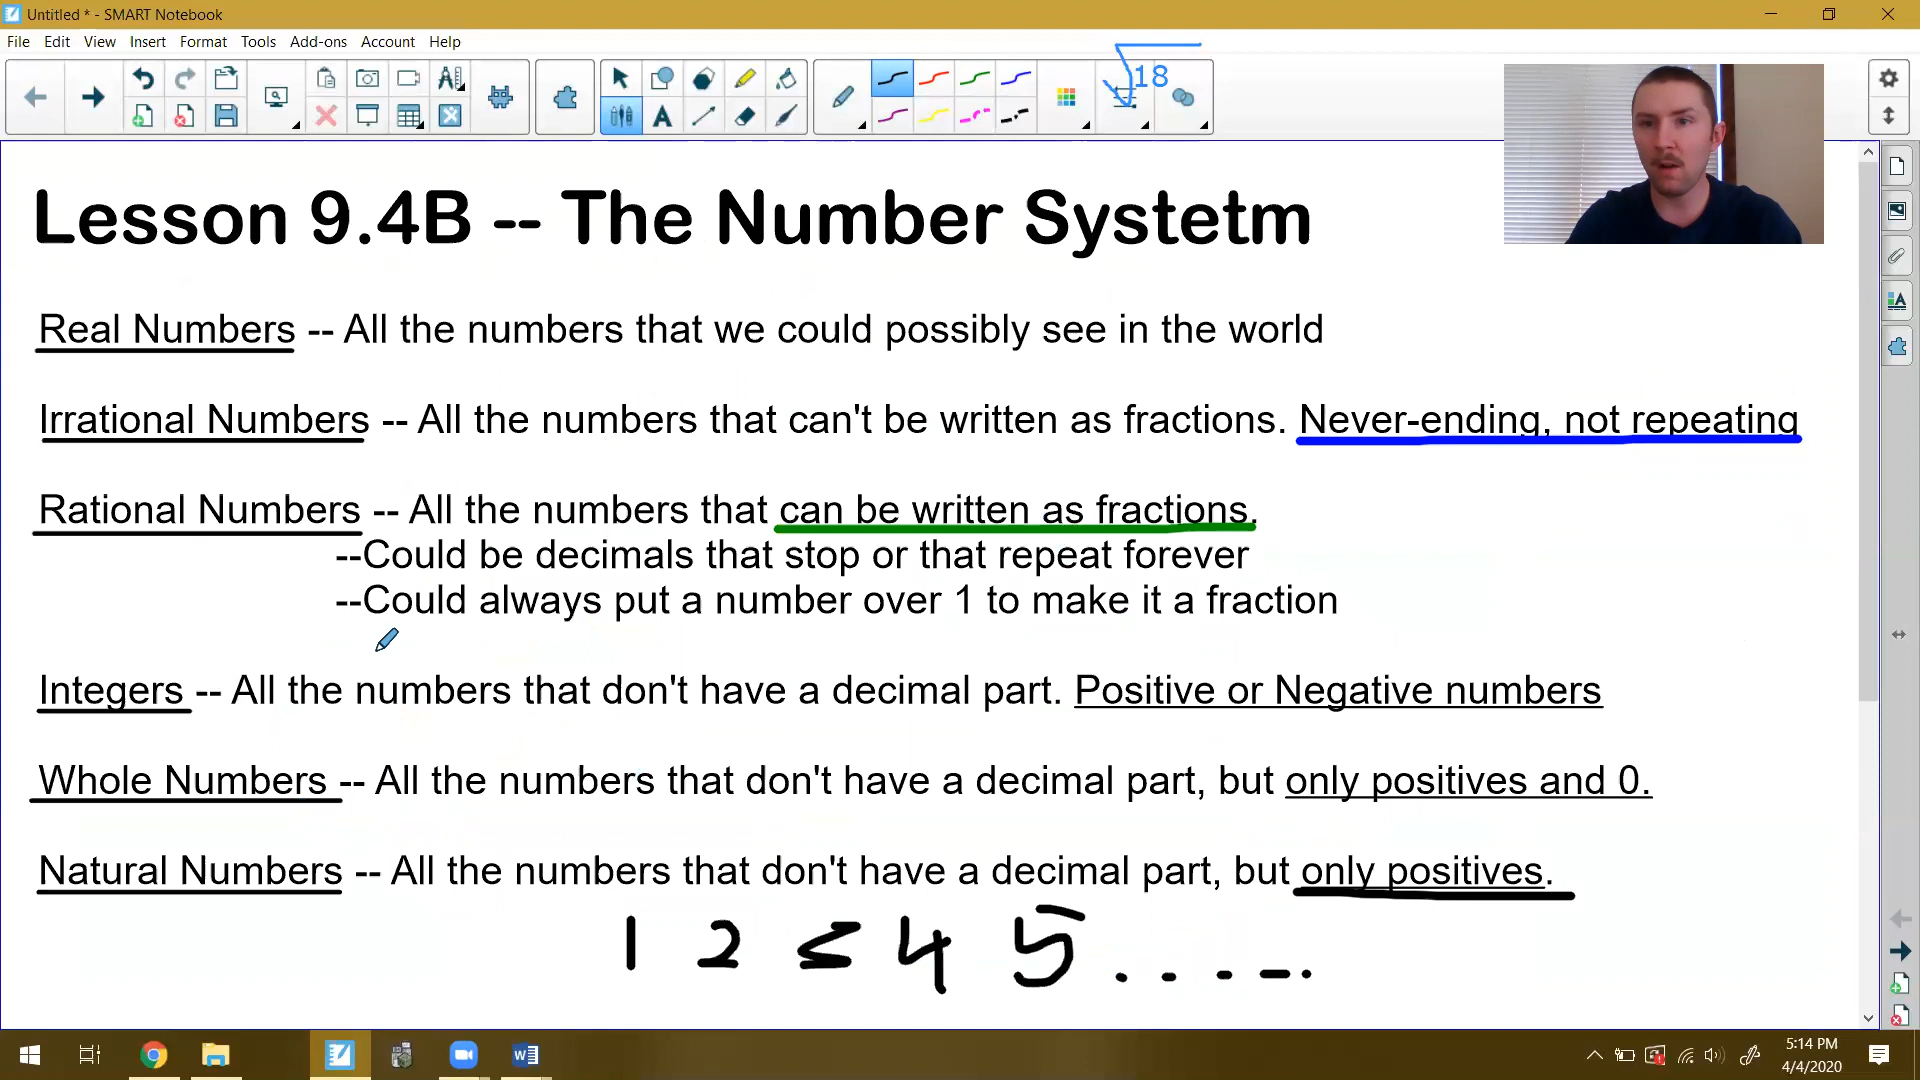 Untitled * - SMART Notebook
File Edit View Insert Format Tools Add-ons Account Help
√18
Lesson 9.4B -- The Number Systetm
Real Numbers -- All the numbers that we could possibly see in the world
Irrational Numbers -- All the numbers that can't be written as fractions. Never-ending, not repeating
Rational Numbers -- All the numbers that can be written as fractions.
--Could be decimals that stop or that repeat forever
--Could always put a number over 1 to make it a fraction
Integers -- All the numbers that don't have a decimal part. Positive or Negative numbers
Whole Numbers -- All the numbers that don't have a decimal part, but only positives and 0.
Natural Numbers -- All the numbers that don't have a decimal part, but only positives.
1 2 ≤ 4 5 . . . – .
5:14 PM
4/4/2020